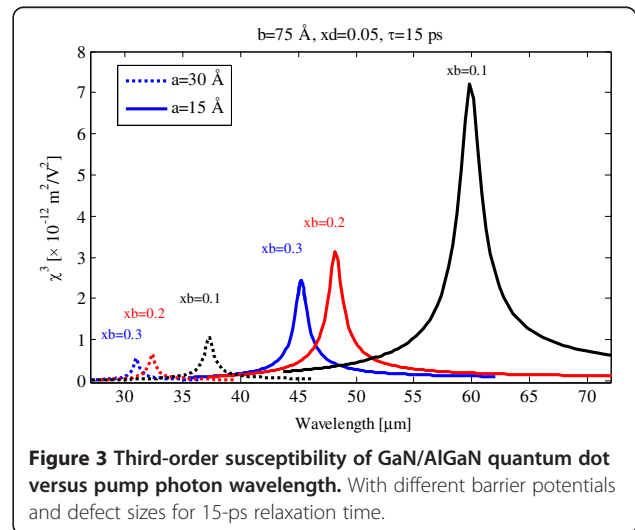 b=75 Å, xd=0.05, τ=15 ps
8
7
6
5
4
3
2
1
0
χ³ [× 10⁻¹² m²/V²]
a=30 Å
a=15 Å
xb=0.1
xb=0.2
xb=0.3
xb=0.1
xb=0.2
xb=0.3
30 35 40 45 50 55 60 65 70
Wavelength [µm]
Figure 3 Third-order susceptibility of GaN/AlGaN quantum dot
versus pump photon wavelength. With different barrier potentials
and defect sizes for 15-ps relaxation time.